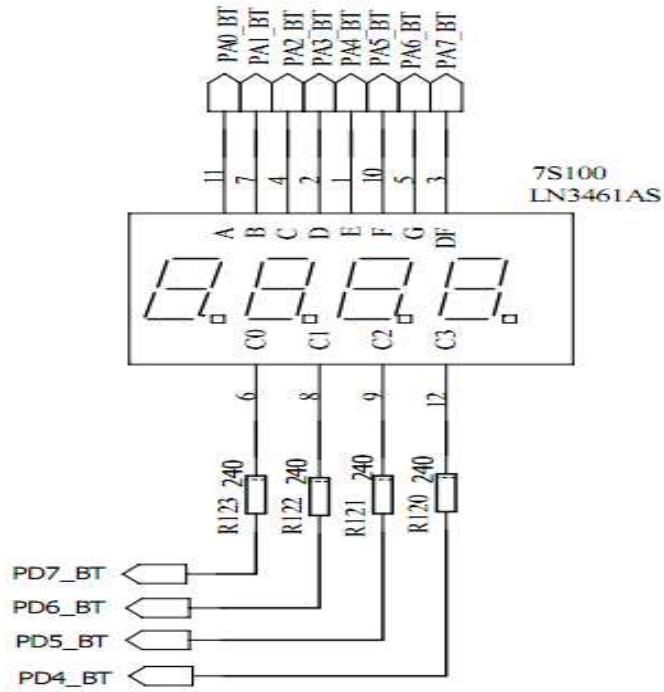 PA0_BT
PA1_BT
PA2_BT
PA3_BT
PA4_BT
PA5_BT
PA6_BT
PA7_BT
11
7
4
2
1
10
5
3
7S100
LN3461AS
A
B
C
D
E
F
G
DF
C0
C1
C2
C3
6
8
9
12
240
240
240
240
R123
R122
R121
R120
PD7_BT
PD6_BT
PD5_BT
PD4_BT